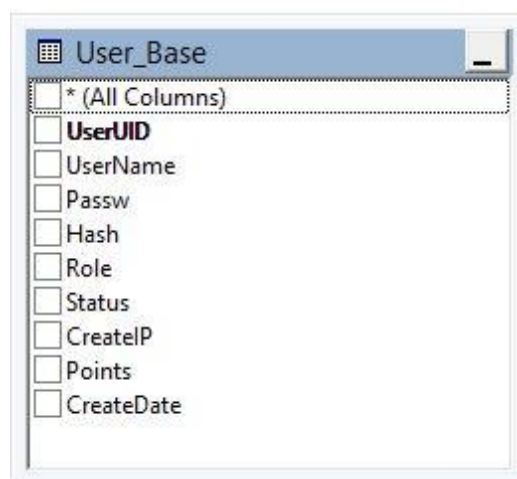 User_Base
* (All Columns)
UserUID
UserName
Passw
Hash
Role
Status
CreateIP
Points
CreateDate